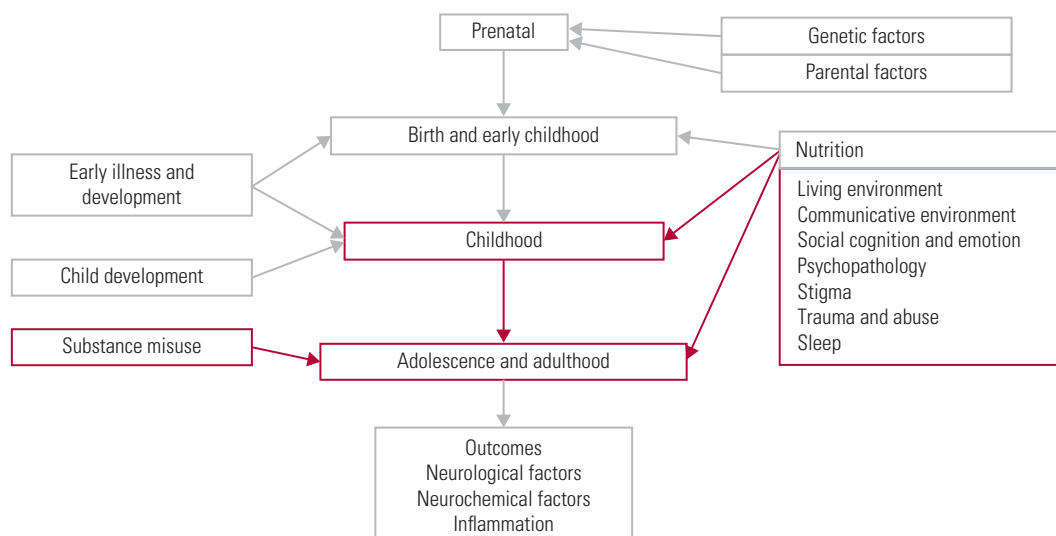 Prenatal
Genetic factors
Parental factors
Birth and early childhood
Nutrition
Early illness and
development
Living environment
Communicative environment
Social cognition and emotion
Psychopathology
Stigma
Trauma and abuse
Sleep
Childhood
Child development
Substance misuse
Adolescence and adulthood
Outcomes
Neurological factors
Neurochemical factors
Inflammation